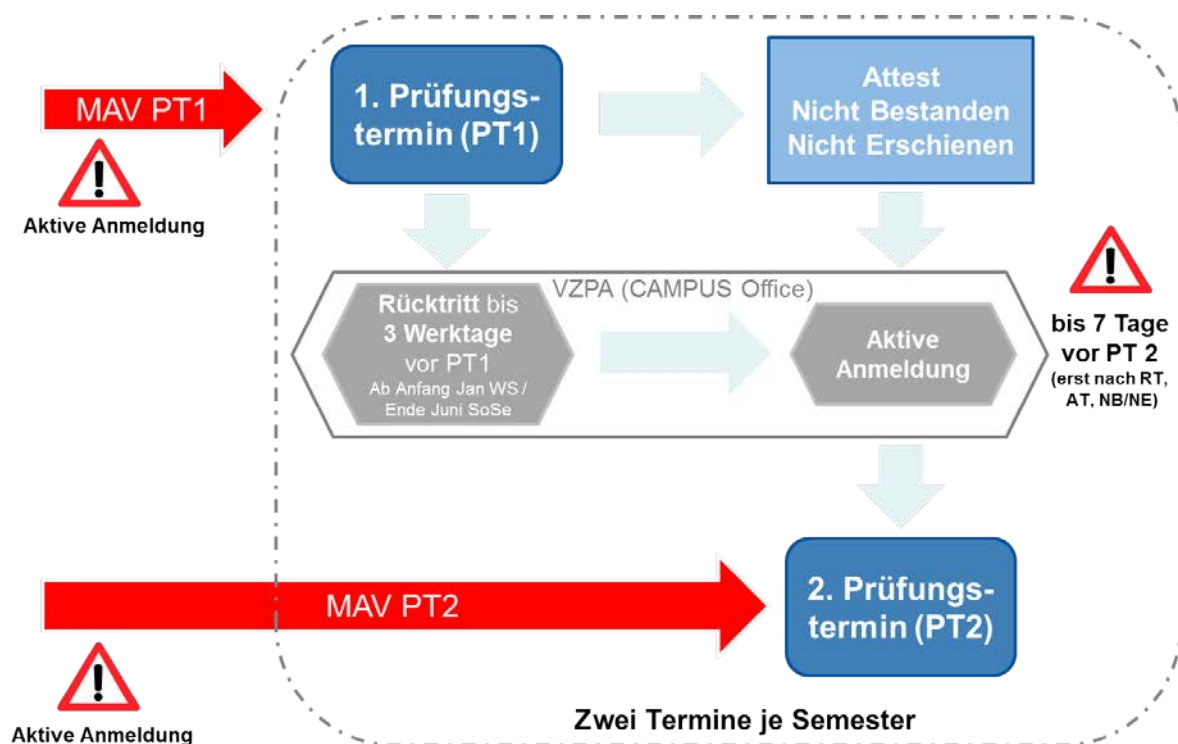 MAV PT1
!
Aktive Anmeldung
1. Prüfungs-
termin (PT1)
Attest
Nicht Bestanden
Nicht Erschienen
VZPA (CAMPUS Office)
Rücktritt bis
3 Werktage
vor PT1
Ab Anfang Jan WS /
Ende Juni SoSe
Aktive
Anmeldung
!
bis 7 Tage
vor PT 2
(erst nach RT,
AT, NB/NE)
MAV PT2
!
Aktive Anmeldung
2. Prüfungs-
termin (PT2)
Zwei Termine je Semester